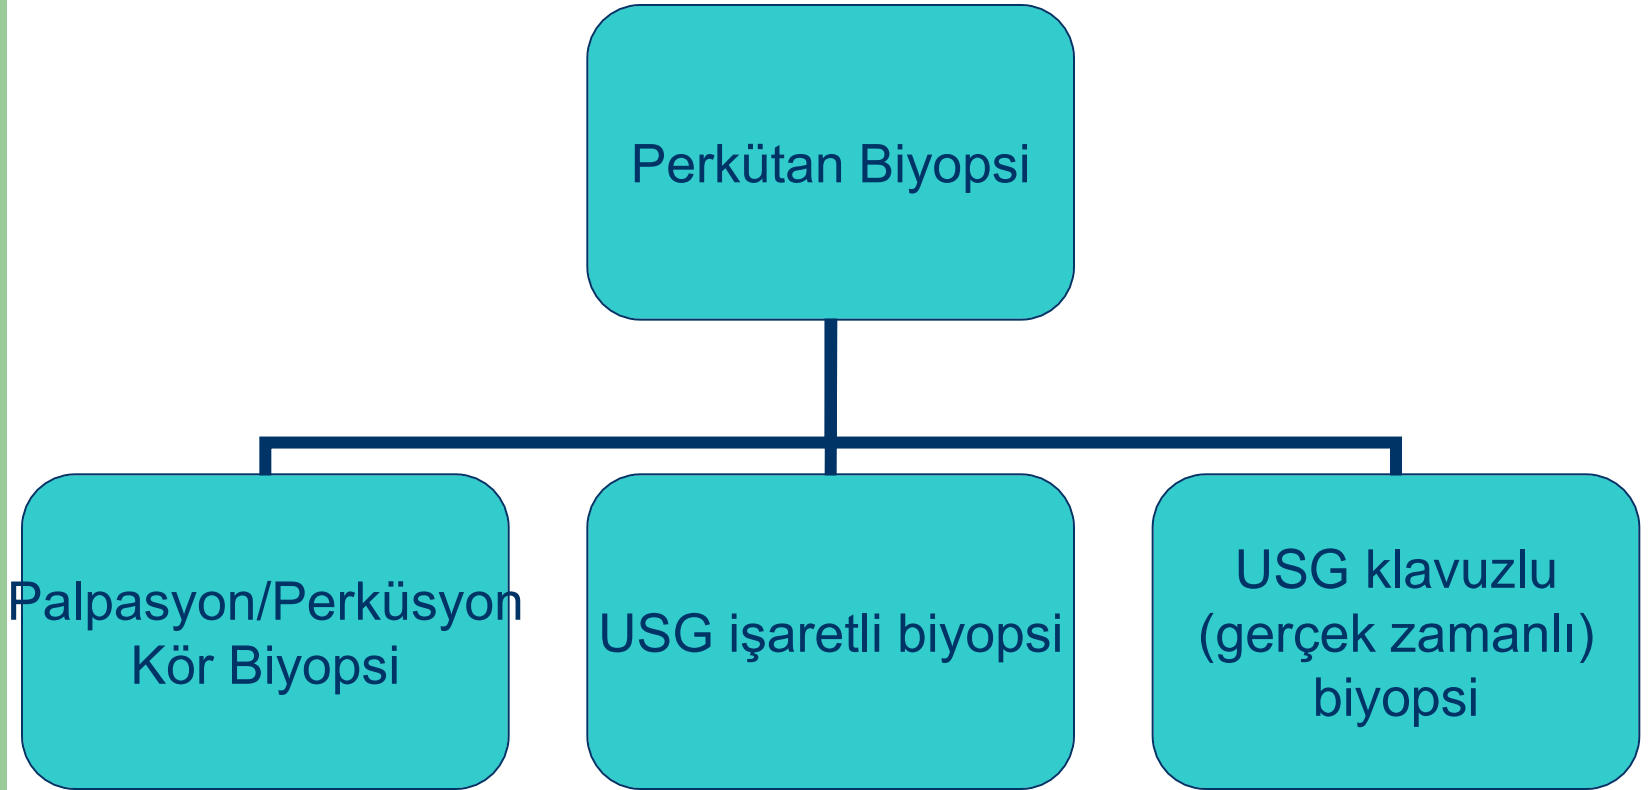 Perkütan Biyopsi
Palpasyon/Perküsyon
Kör Biyopsi
USG işaretli biyopsi
USG klavuzlu
(gerçek zamanlı)
biyopsi